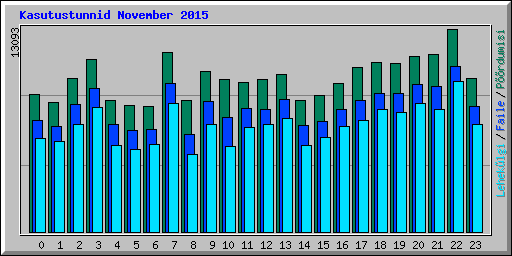 Kasutustunnid November 2015
13093
Lehekülgi / Faile / Pöördumisi
0 1 2 3 4 5 6 7 8 9 10 11 12 13 14 15 16 17 18 19 20 21 22 23